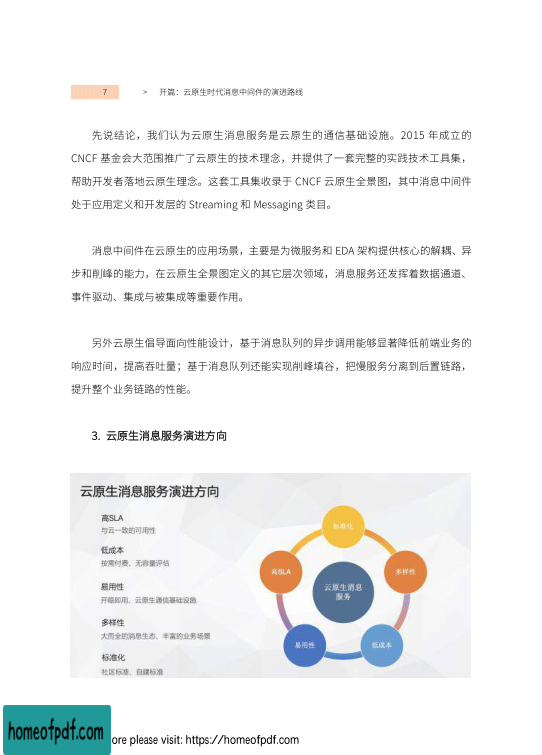 7 > 开篇：云原生时代消息中间件的演进路线
先说结论，我们认为云原生消息服务是云原生的通信基础设施。2015 年成立的
CNCF 基金会大范围推广了云原生的技术理念，并提供了一套完整的实践技术工具集，
帮助开发者落地云原生理念。这套工具集收录于 CNCF 云原生全景图，其中消息中间件
处于应用定义和开发层的 Streaming 和 Messaging 类目。
消息中间件在云原生的应用场景，主要是为微服务和 EDA 架构提供核心的解耦、异
步和削峰的能力，在云原生全景图定义的其它层次领域，消息服务还发挥着数据通道、
事件驱动、集成与被集成等重要作用。
另外云原生倡导面向性能设计，基于消息队列的异步调用能够显著降低前端业务的
响应时间，提高吞吐量；基于消息队列还能实现削峰填谷，把慢服务分离到后置链路，
提升整个业务链路的性能。
3. 云原生消息服务演进方向
云原生消息服务演进方向
高SLA
与云一致的可用性
低成本
按需付费、无容量评估
易用性
开箱即用、云原生通信基础设施
多样性
大而全的消息生态、丰富的业务场景
标准化
社区标准、自建标准
标准化
高SLA
多样性
云原生消息
服务
易用性
低成本
homeofpdf.com
ore please visit: https://homeofpdf.com